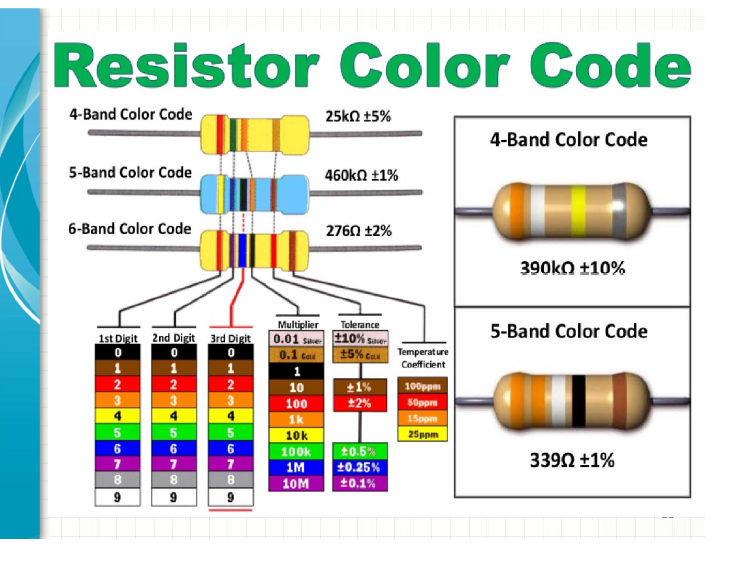 Resistor Color Code
4-Band Color Code
25kΩ ±5%
5-Band Color Code
460kΩ ±1%
6-Band Color Code
276Ω ±2%
1st Digit
0
1
2
3
4
5
6
7
8
9
2nd Digit
0
1
2
3
4
5
6
7
8
9
3rd Digit
0
1
2
3
4
5
6
7
8
9
Multiplier
0.01 Silver
0.1 Gold
1
10
100
1k
10k
100k
1M
10M
Tolerance
±10% Silver
±5% Gold
±1%
±2%
±0.5%
±0.25%
±0.1%
Temperature
Coefficient
100ppm
50ppm
15ppm
25ppm
4-Band Color Code
390kΩ ±10%
5-Band Color Code
339Ω ±1%